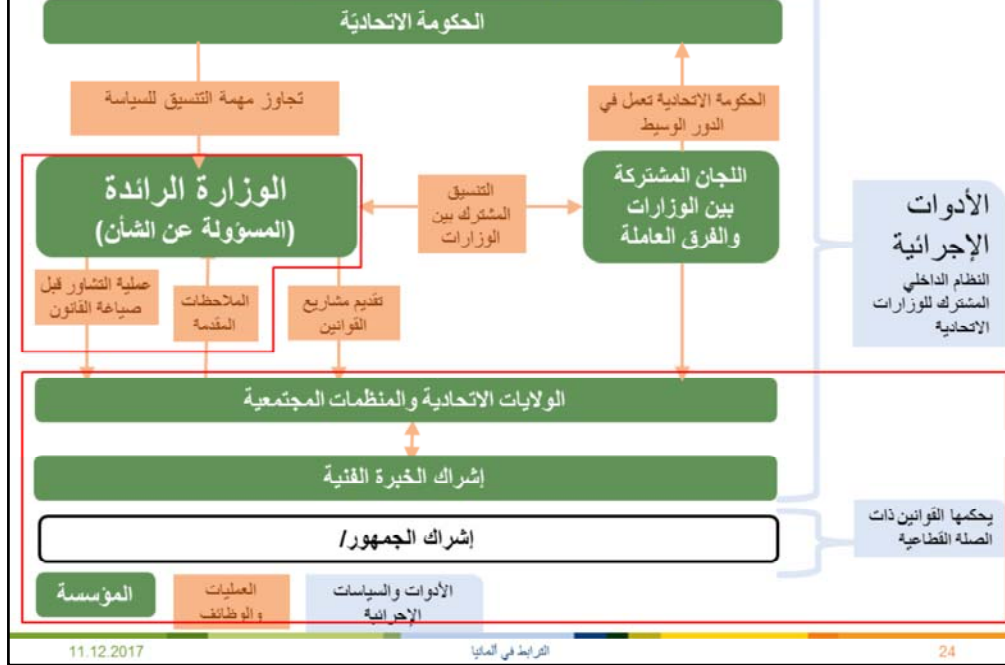 الحكومة الاتحاديّة
تجاوز مهمة التنسيق للسياسة
الحكومة الاتحادية تعمل في
الدور الوسيط
الوزارة الرائدة
(المسؤولة عن الشأن)
التنسيق
المشترك بين
الوزارات
اللجان المشتركة
بين الوزارات
والفرق العاملة
الأدوات
الإجرائية
النظام الداخلي
المشترك للوزارات
الاتحادية
عملية التشاور قبل
صياغة القانون
الملاحظات
المقدمة
تقديم مشاريع
القوانين
الولايات الاتحادية والمنظمات المجتمعية
إشراك الخبرة الفنية
إشراك الجمهور/
يحكمها القوانين ذات
الصلة القطاعية
المؤسسة
العمليات
والوظائف
الأدوات والسياسات
الإجرائية
11.12.2017
الترابط في ألمانيا
24